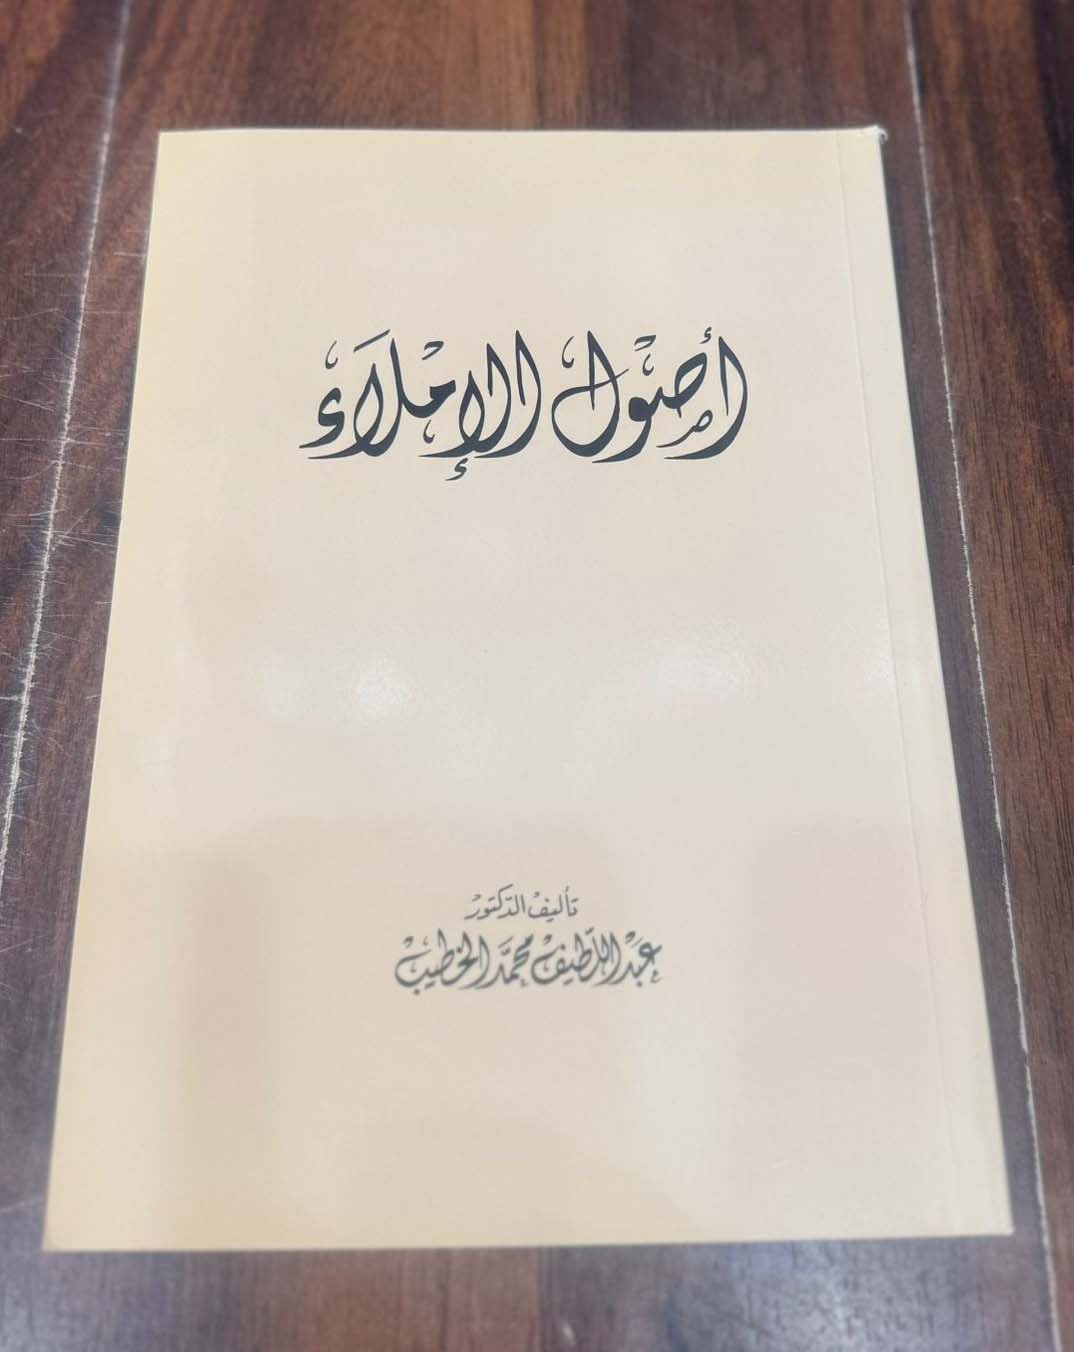 أصول الإملاء
تأليف الدكتور
عبد اللطيف محمد الخطيب